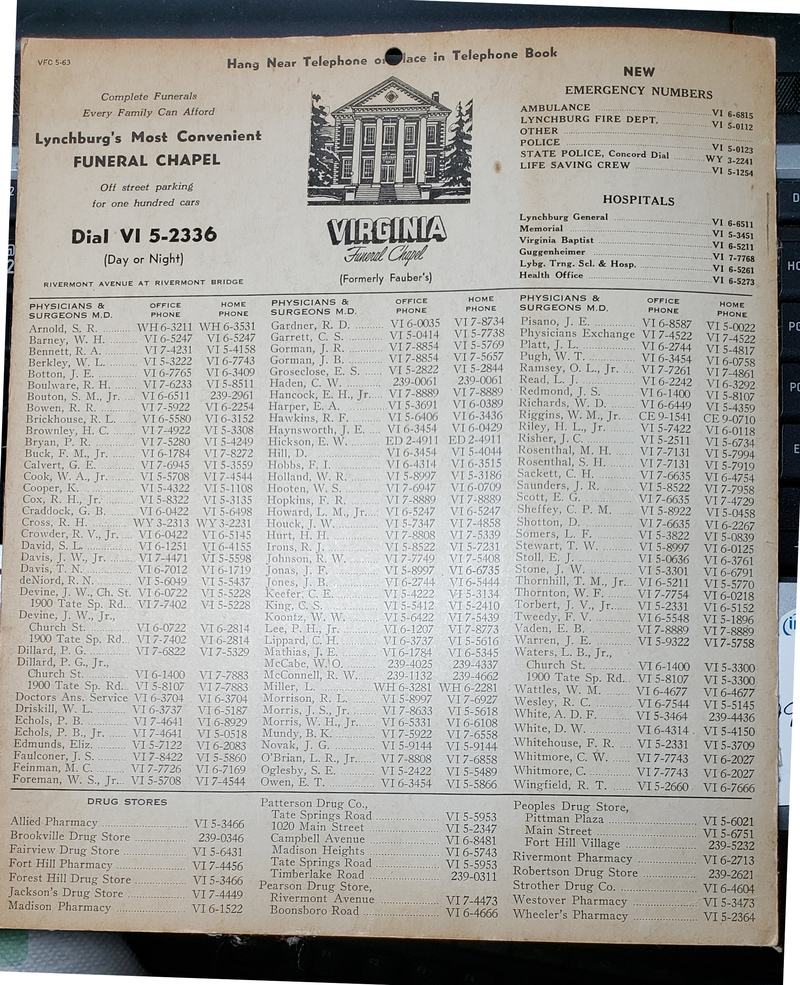 VFC 5-63
Hang Near Telephone or Place in Telephone Book
Complete Funerals
Every Family Can Afford
Lynchburg's Most Convenient
FUNERAL CHAPEL
Off street parking
for one hundred cars
Dial VI 5-2336
(Day or Night)
RIVERMONT AVENUE AT RIVERMONT BRIDGE
VIRGINIA
Funeral Chapel
(Formerly Fauber's)
NEW
EMERGENCY NUMBERS
AMBULANCE VI 6-6815
LYNCHBURG FIRE DEPT. VI 5-0112
OTHER
POLICE VI 5-0123
STATE POLICE, Concord Dial WY 3-2241
LIFE SAVING CREW VI 5-1254
HOSPITALS
Lynchburg General VI 6-6511
Memorial VI 5-3451
Virginia Baptist VI 6-5211
Guggenheimer VI 7-7768
Lybg. Trng. Scl. & Hosp. VI 6-5261
Health Office VI 6-5273
PHYSICIANS & SURGEONS M.D. OFFICE PHONE HOME PHONE
Arnold, S. R. WH 6-3211 WH 6-3531
Barney, W. H. VI 6-5247 VI 6-5247
Bennett, R. A. VI 7-4231 VI 5-4158
Berkley, W. L. VI 5-3222 VI 6-7743
Botton, J. E. VI 6-7765 VI 6-3409
Boulware, R. H. VI 7-6233 VI 5-8511
Bouton, S. M., Jr. VI 6-6511 239-2961
Bowen, R. R. VI 7-5922 VI 6-2254
Brickhouse, R. L. VI 6-5580 VI 6-3152
Brownley, H. C. VI 7-4922 VI 5-3308
Bryan, P. R. VI 7-5280 VI 5-4249
Buck, F. M., Jr. VI 6-1784 VI 7-8272
Calvert, G. E. VI 7-6945 VI 5-3559
Cook, W. A., Jr. VI 5-5708 VI 7-4544
Cooper, K. VI 5-4322 VI 5-1108
Cox, R. H., Jr. VI 5-8322 VI 5-3135
Craddock, G. B. VI 6-0422 VI 5-6498
Cross, R. H. WY 3-2313 WY 3-2231
Crowder, R. V., Jr. VI 6-0422 VI 6-5145
David, S. L. VI 6-1251 VI 6-4155
Davis, J. W., Jr. VI 7-4471 VI 5-5598
Davis, T. N. VI 6-7012 VI 6-1719
deNiord, R. N. VI 5-6049 VI 5-5437
Devine, J. W., Ch. St. VI 6-0722 VI 5-5228
1900 Tate Sp. Rd. VI 7-7402 VI 5-5228
Devine, J. W., Jr.,
Church St. VI 6-0722 VI 6-2814
1900 Tate Sp. Rd. VI 7-7402 VI 6-2814
Dillard, P. G. VI 7-6822 VI 7-5329
Dillard, P. G., Jr.,
Church St. VI 6-1400 VI 7-7883
1900 Tate Sp. Rd. VI 5-8107 VI 7-7883
Doctors Ans. Service VI 6-3704 VI 6-3704
Driskill, W. L. VI 6-3737 VI 6-5187
Echols, P. B. VI 7-4641 VI 6-8929
Echols, P. B., Jr. VI 7-4641 VI 5-0518
Edmunds, Eliz. VI 5-7122 VI 6-2083
Faulconer, J. S. VI 7-8422 VI 5-5860
Feinman, M. C. VI 7-7726 VI 6-7169
Foreman, W. S., Jr. VI 5-5708 VI 7-4544
PHYSICIANS & SURGEONS M.D. OFFICE PHONE HOME PHONE
Gardner, R. D. VI 6-0035 VI 7-8734
Garrett, C. S. VI 5-0414 VI 5-7738
Gorman, J. R. VI 7-8854 VI 5-5769
Gorman, J. B. VI 7-8854 VI 7-5657
Groseclose, E. S. VI 5-2822 VI 5-2844
Haden, C. W. 239-0061 239-0061
Hancock, E. H., Jr. VI 7-8889 VI 7-8889
Harper, E. A. VI 5-3691 VI 6-0389
Hawkins, R. F. VI 5-6406 VI 6-3436
Haynsworth, J. E. VI 6-3454 VI 6-0429
Hickson, E. W. ED 2-4911 ED 2-4911
Hill, D. VI 6-3454 VI 5-4044
Hobbs, F. I. VI 6-4314 VI 6-3515
Holland, W. R. VI 5-8997 VI 5-3186
Hooten, W. S. VI 7-6947 VI 6-0709
Hopkins, F. R. VI 7-8889 VI 7-8889
Howard, L. M., Jr. VI 6-5247 VI 6-5247
Houck, J. W. VI 5-7347 VI 7-4858
Hurt, H. H. VI 7-8808 VI 7-5339
Irons, R. J. VI 5-8522 VI 5-7231
Johnson, R. W. VI 7-7749 VI 5-7408
Jonas, J. F. VI 5-8997 VI 6-6735
Jones, J. B. VI 6-2744 VI 6-5444
Keefer, C. E. VI 5-4222 VI 5-3134
King, C. S. VI 5-5412 VI 5-2410
Koontz, W. W. VI 5-6422 VI 7-5439
Lee, P. H., Jr. VI 6-1207 VI 7-8773
Lippard, C. H. VI 6-3737 VI 5-5616
Mathias, J. E. VI 6-1784 VI 6-5345
McCabe, W. O. 239-4025 239-4337
McConnell, R. W. 239-1132 239-4662
Miller, L. WH 6-3281 WH 6-2281
Morrison, R. L. VI 5-8997 VI 7-6927
Morris, J. S., Jr. VI 7-8633 VI 5-5618
Morris, W. H., Jr. VI 6-5331 VI 6-6108
Mundy, B. K. VI 7-5922 VI 7-6558
Novak, J. G. VI 5-9144 VI 5-9144
O'Brian, L. R., Jr. VI 7-8808 VI 7-6858
Oglesby, S. E. VI 5-2422 VI 5-5489
Owen, E. T. VI 6-3454 VI 5-5866
PHYSICIANS & SURGEONS M.D. OFFICE PHONE HOME PHONE
Pisano, J. E. VI 6-8587 VI 5-0022
Physicians Exchange VI 7-4522 VI 7-4522
Platt, J. L. VI 6-2744 VI 5-4817
Pugh, W. T. VI 6-3454 VI 6-0758
Ramsey, O. L., Jr. VI 7-7261 VI 7-4861
Read, L. J. VI 6-2242 VI 6-3292
Redmond, J. S. VI 6-1400 VI 5-8107
Richards, W. D. VI 6-6449 VI 5-4359
Riggins, W. M., Jr. CE 9-1541 CE 9-0710
Riley, H. L., Jr. VI 5-7422 VI 6-0118
Risher, J. C. VI 5-2511 VI 5-6734
Rosenthal, M. H. VI 7-7131 VI 5-7994
Rosenthal, S. H. VI 7-7131 VI 5-7919
Sackett, C. H. VI 7-6635 VI 6-4754
Saunders, J. R. VI 5-8522 VI 7-7958
Scott, E. G. VI 7-6635 VI 7-4729
Sheffey, C. P. M. VI 5-8922 VI 5-0458
Shotton, D. VI 7-6635 VI 6-2267
Somers, L. F. VI 5-3822 VI 5-0839
Stewart, T. W. VI 5-8997 VI 6-0125
Stoll, E. J. VI 5-0636 VI 6-3761
Stone, J. W. VI 5-3301 VI 6-6791
Thornhill, T. M., Jr. VI 6-5211 VI 5-5770
Thornton, W. F. VI 7-7754 VI 6-0218
Torbert, J. V., Jr. VI 5-2331 VI 6-5152
Tweedy, F. V. VI 6-5548 VI 5-1896
Vaden, E. B. VI 7-8889 VI 7-8889
Warren, J. E. VI 5-9322 VI 7-5758
Waters, L. B., Jr.,
Church St. VI 6-1400 VI 5-3300
1900 Tate Sp. Rd. VI 5-8107 VI 5-3300
Wattles, W. M. VI 6-4677 VI 6-4677
Wesley, R. C. VI 6-7544 VI 5-5145
White, A. D. F. VI 5-3464 239-4436
White, D. W. VI 6-4314 VI 5-4150
Whitehouse, F. R. VI 5-2331 VI 5-3709
Whitmore, C. W. VI 7-7743 VI 6-2027
Whitmore, C. VI 7-7743 VI 6-2027
Wingfield, R. T. VI 5-2660 VI 6-7666
DRUG STORES
Allied Pharmacy VI 5-3466
Brookville Drug Store 239-0346
Fairview Drug Store VI 5-6431
Fort Hill Pharmacy VI 7-4456
Forest Hill Drug Store VI 5-3466
Jackson's Drug Store VI 7-4449
Madison Pharmacy VI 6-1522
Patterson Drug Co.,
Tate Springs Road VI 5-5953
1020 Main Street VI 5-2347
Campbell Avenue VI 6-8481
Madison Heights VI 6-5743
Tate Springs Road VI 5-5953
Timberlake Road 239-0311
Pearson Drug Store,
Rivermont Avenue VI 7-4473
Boonsboro Road VI 6-4666
Peoples Drug Store,
Pittman Plaza VI 5-6021
Main Street VI 5-6751
Fort Hill Village 239-5232
Rivermont Pharmacy VI 6-2713
Robertson Drug Store 239-2621
Strother Drug Co. VI 6-4604
Westover Pharmacy VI 5-3473
Wheeler's Pharmacy VI 5-2364